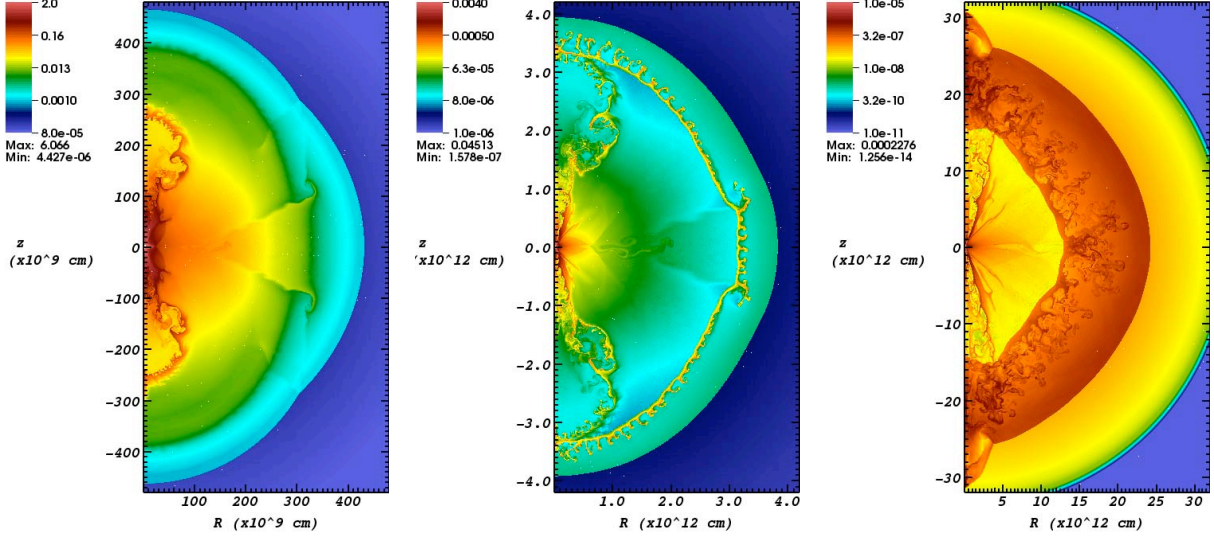 2.0
0.16
0.013
0.0010
8.0e-05
Max: 6.066
Min: 4.427e-06
400
300
200
100
0
-100
-200
-300
-400
z
(x10^9 cm)
100 200 300 400
R (x10^9 cm)
0.0040
0.00050
6.3e-05
8.0e-06
1.0e-06
Max: 0.04513
Min: 1.578e-07
4.0
3.0
2.0
1.0
0.0
-1.0
-2.0
-3.0
-4.0
z
x10^12 cm)
1.0 2.0 3.0 4.0
R (x10^12 cm)
1.0e-05
3.2e-07
1.0e-08
3.2e-10
1.0e-11
Max: 0.0002276
Min: 1.256e-14
30
20
10
0
-10
-20
-30
z
(x10^12 cm)
5 10 15 20 25 30
R (x10^12 cm)